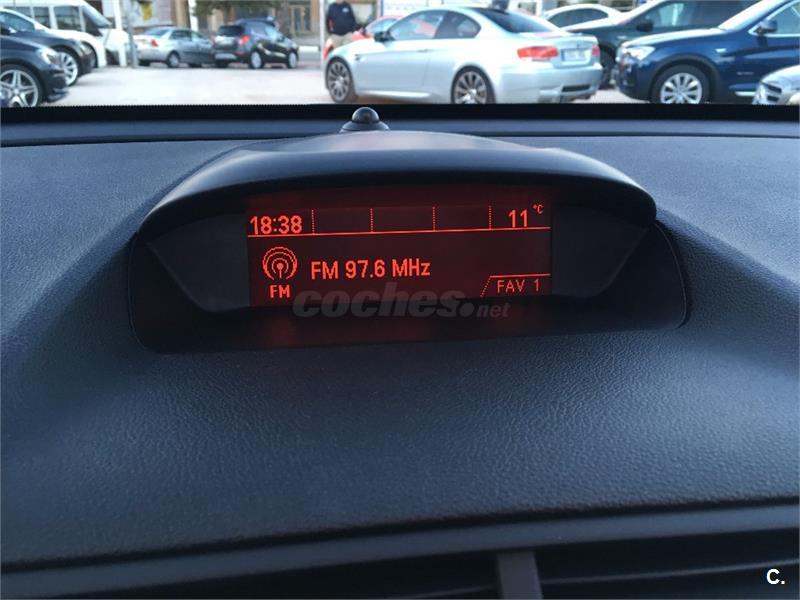 18:38 11 °C
FM 97.6 MHz
FM
FAV 1
coches.net
C.